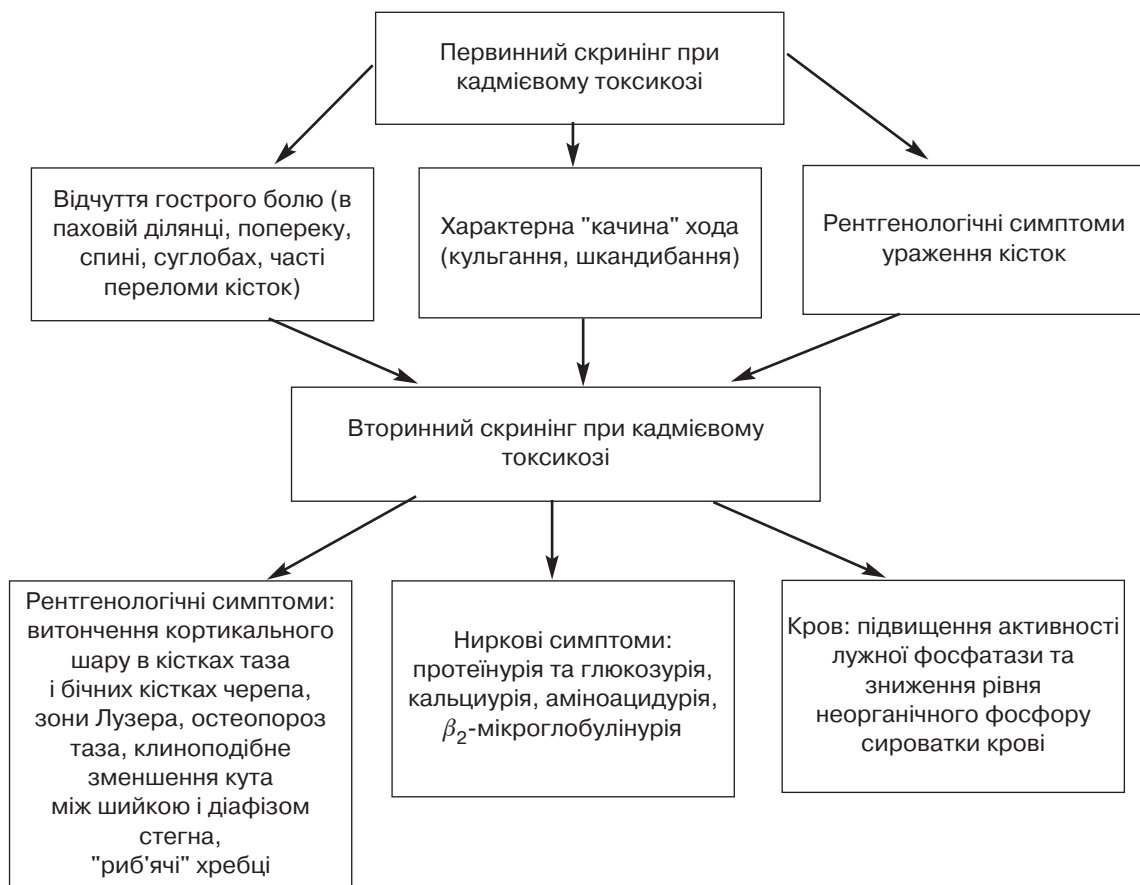 Первинний скринінг при
кадмієвому токсикозі
Відчуття гострого болю (в
паховій ділянці, попереку,
спині, суглобах, часті
переломи кісток)
Характерна "качина" хода
(кульгання, шкандибання)
Рентгенологічні симптоми
ураження кісток
Вторинний скринінг при кадмієвому
токсикозі
Рентгенологічні симптоми:
витончення кортикального
шару в кістках таза
і бічних кістках черепа,
зони Лузера, остеопороз
таза, клиноподібне
зменшення кута
між шийкою і діафізом
стегна,
"риб'ячі" хребці
Ниркові симптоми:
протеїнурія та глюкозурія,
кальциурія, аміноацидурія,
β₂-мікроглобулінурія
Кров: підвищення активності
лужної фосфатази та
зниження рівня
неорганічного фосфору
сироватки крові